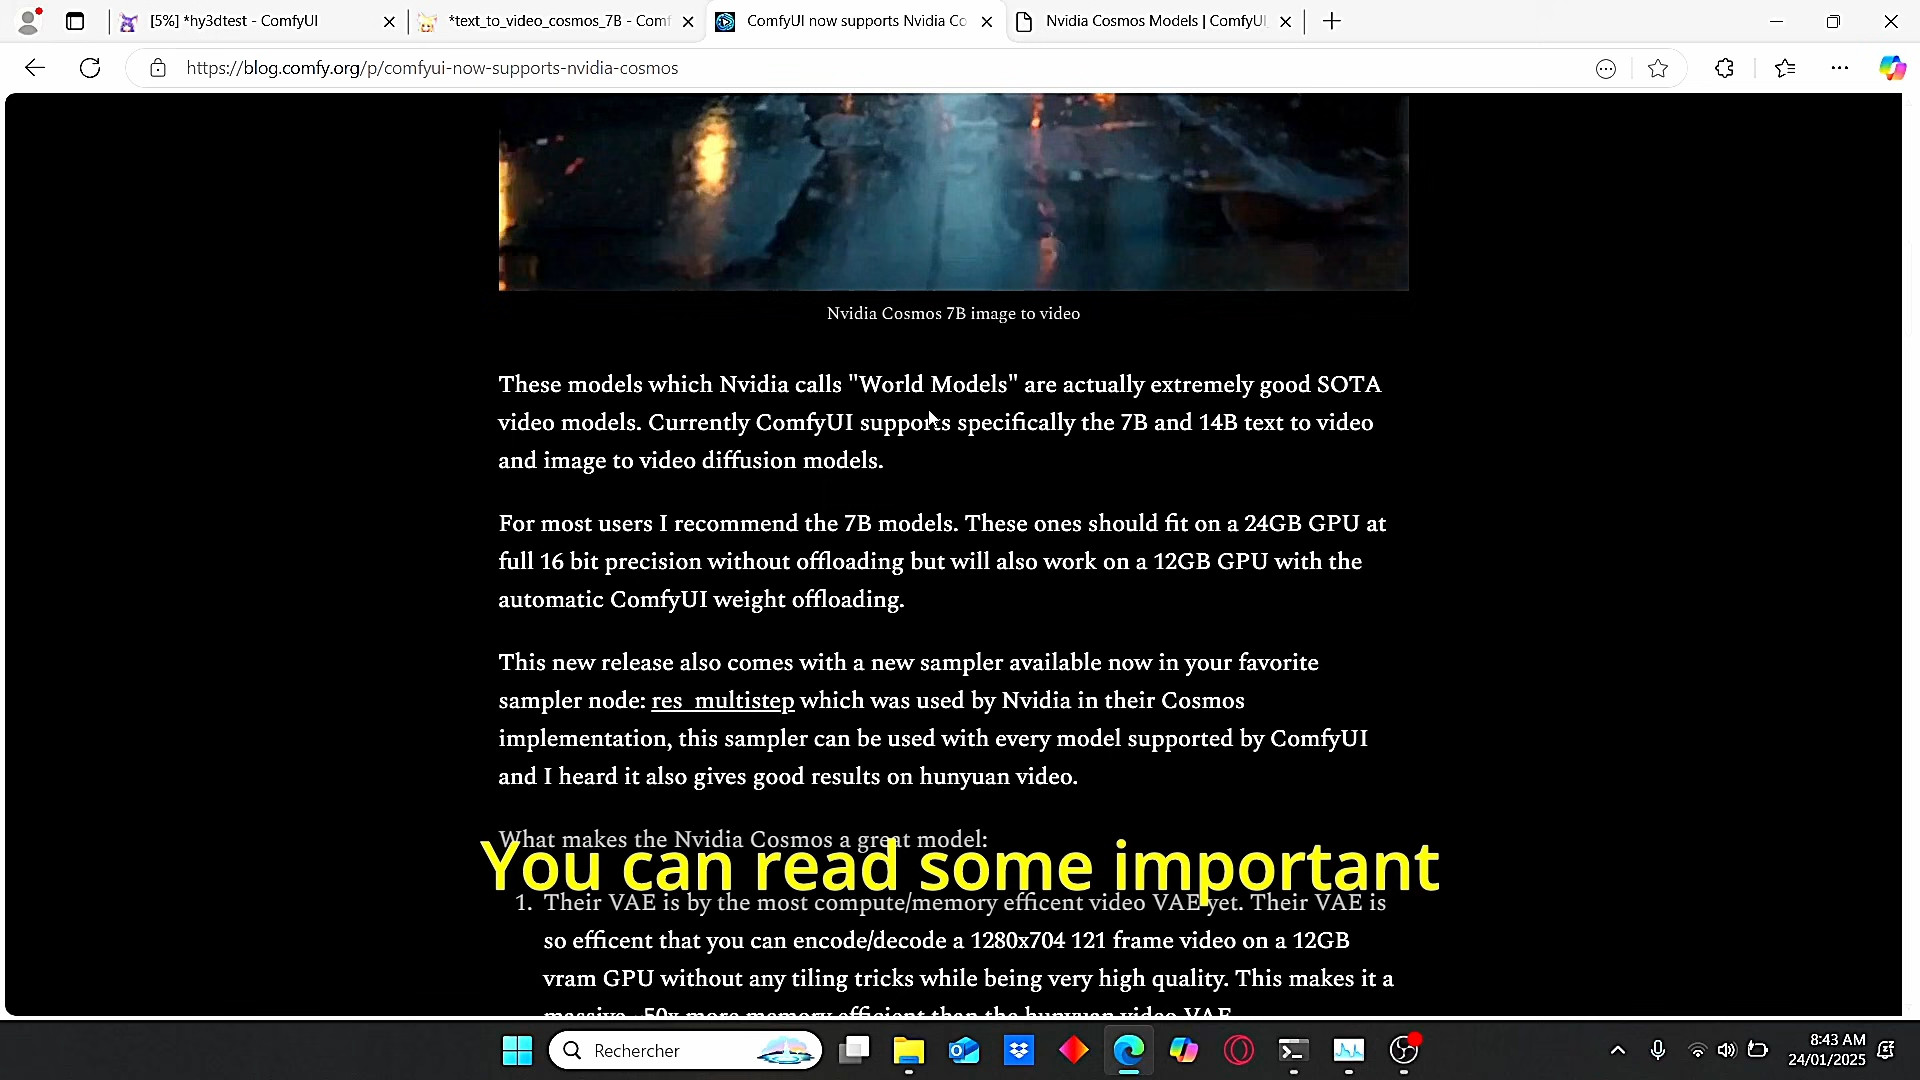 [5%] *hy3dtest - ComfyUI
*text_to_video_cosmos_7B - Comf
ComfyUI now supports Nvidia Co
Nvidia Cosmos Models | ComfyUI
https://blog.comfy.org/p/comfyui-now-supports-nvidia-cosmos
Nvidia Cosmos 7B image to video
These models which Nvidia calls "World Models" are actually extremely good SOTA
video models. Currently ComfyUI supports specifically the 7B and 14B text to video
and image to video diffusion models.
For most users I recommend the 7B models. These ones should fit on a 24GB GPU at
full 16 bit precision without offloading but will also work on a 12GB GPU with the
automatic ComfyUI weight offloading.
This new release also comes with a new sampler available now in your favorite
sampler node: res_multistep which was used by Nvidia in their Cosmos
implementation, this sampler can be used with every model supported by ComfyUI
and I heard it also gives good results on hunyuan video.
What makes the Nvidia Cosmos a great model:
You can read some important
1. Their VAE is by the most compute/memory efficent video VAE yet. Their VAE is
so efficent that you can encode/decode a 1280x704 121 frame video on a 12GB
vram GPU without any tiling tricks while being very high quality. This makes it a
massive ~50x more memory efficient than the hunyuan video VAE
Rechercher
8:43 AM
24/01/2025